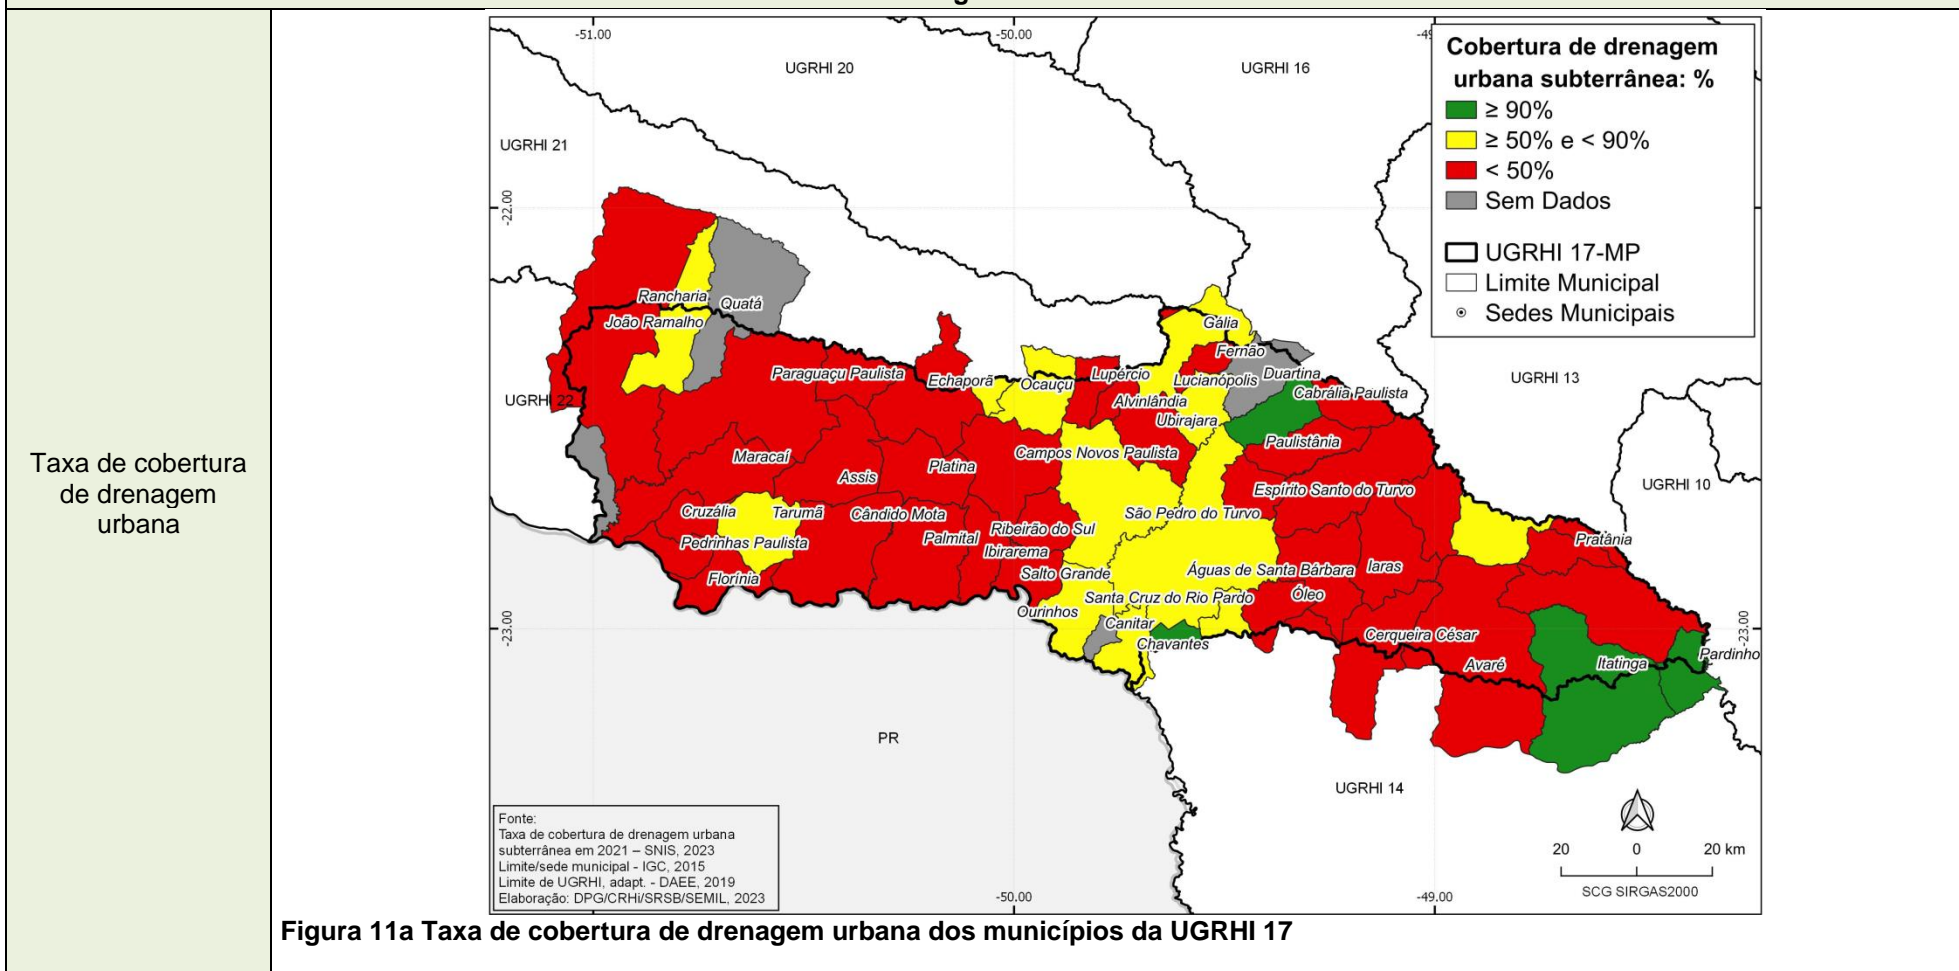 Taxa de cobertura
de drenagem
urbana
-51.00
-50.00
UGRHI 20
UGRHI 16
UGRHI 21
Cobertura de drenagem
urbana subterrânea: %
≥ 90%
≥ 50% e < 90%
< 50%
Sem Dados
UGRHI 17-MP
Limite Municipal
Sedes Municipais
-22.00
Rancharia
Quatá
João Ramalho
Gália
Fernão
Paraguaçu Paulista
Echaporã
Ocauçu
Lupércio
Lucianópolis
Duartina
UGRHI 13
UGRHI 22
Alvinlândia
Cabrália Paulista
Ubirajara
Paulistânia
Maracaí
Assis
Platina
Campos Novos Paulista
Espírito Santo do Turvo
UGRHI 10
Cruzália
Tarumã
Cândido Mota
Ribeirão do Sul
São Pedro do Turvo
Pedrinhas Paulista
Palmital
Ibirarema
Pratânia
Florínia
Salto Grande
Águas de Santa Bárbara
Iaras
Ourinhos
Santa Cruz do Rio Pardo
Óleo
-23.00
Canitar
Chavantes
Cerqueira César
-23.00
Avaré
Itatinga
Pardinho
PR
UGRHI 14
Fonte:
Taxa de cobertura de drenagem urbana
subterrânea em 2021 – SNIS, 2023
Limite/sede municipal - IGC, 2015
Limite de UGRHI, adapt. - DAEE, 2019
Elaboração: DPG/CRHi/SRSB/SEMIL, 2023
20 0 20 km
SCG SIRGAS2000
-50.00
-49.00
Figura 11a Taxa de cobertura de drenagem urbana dos municípios da UGRHI 17